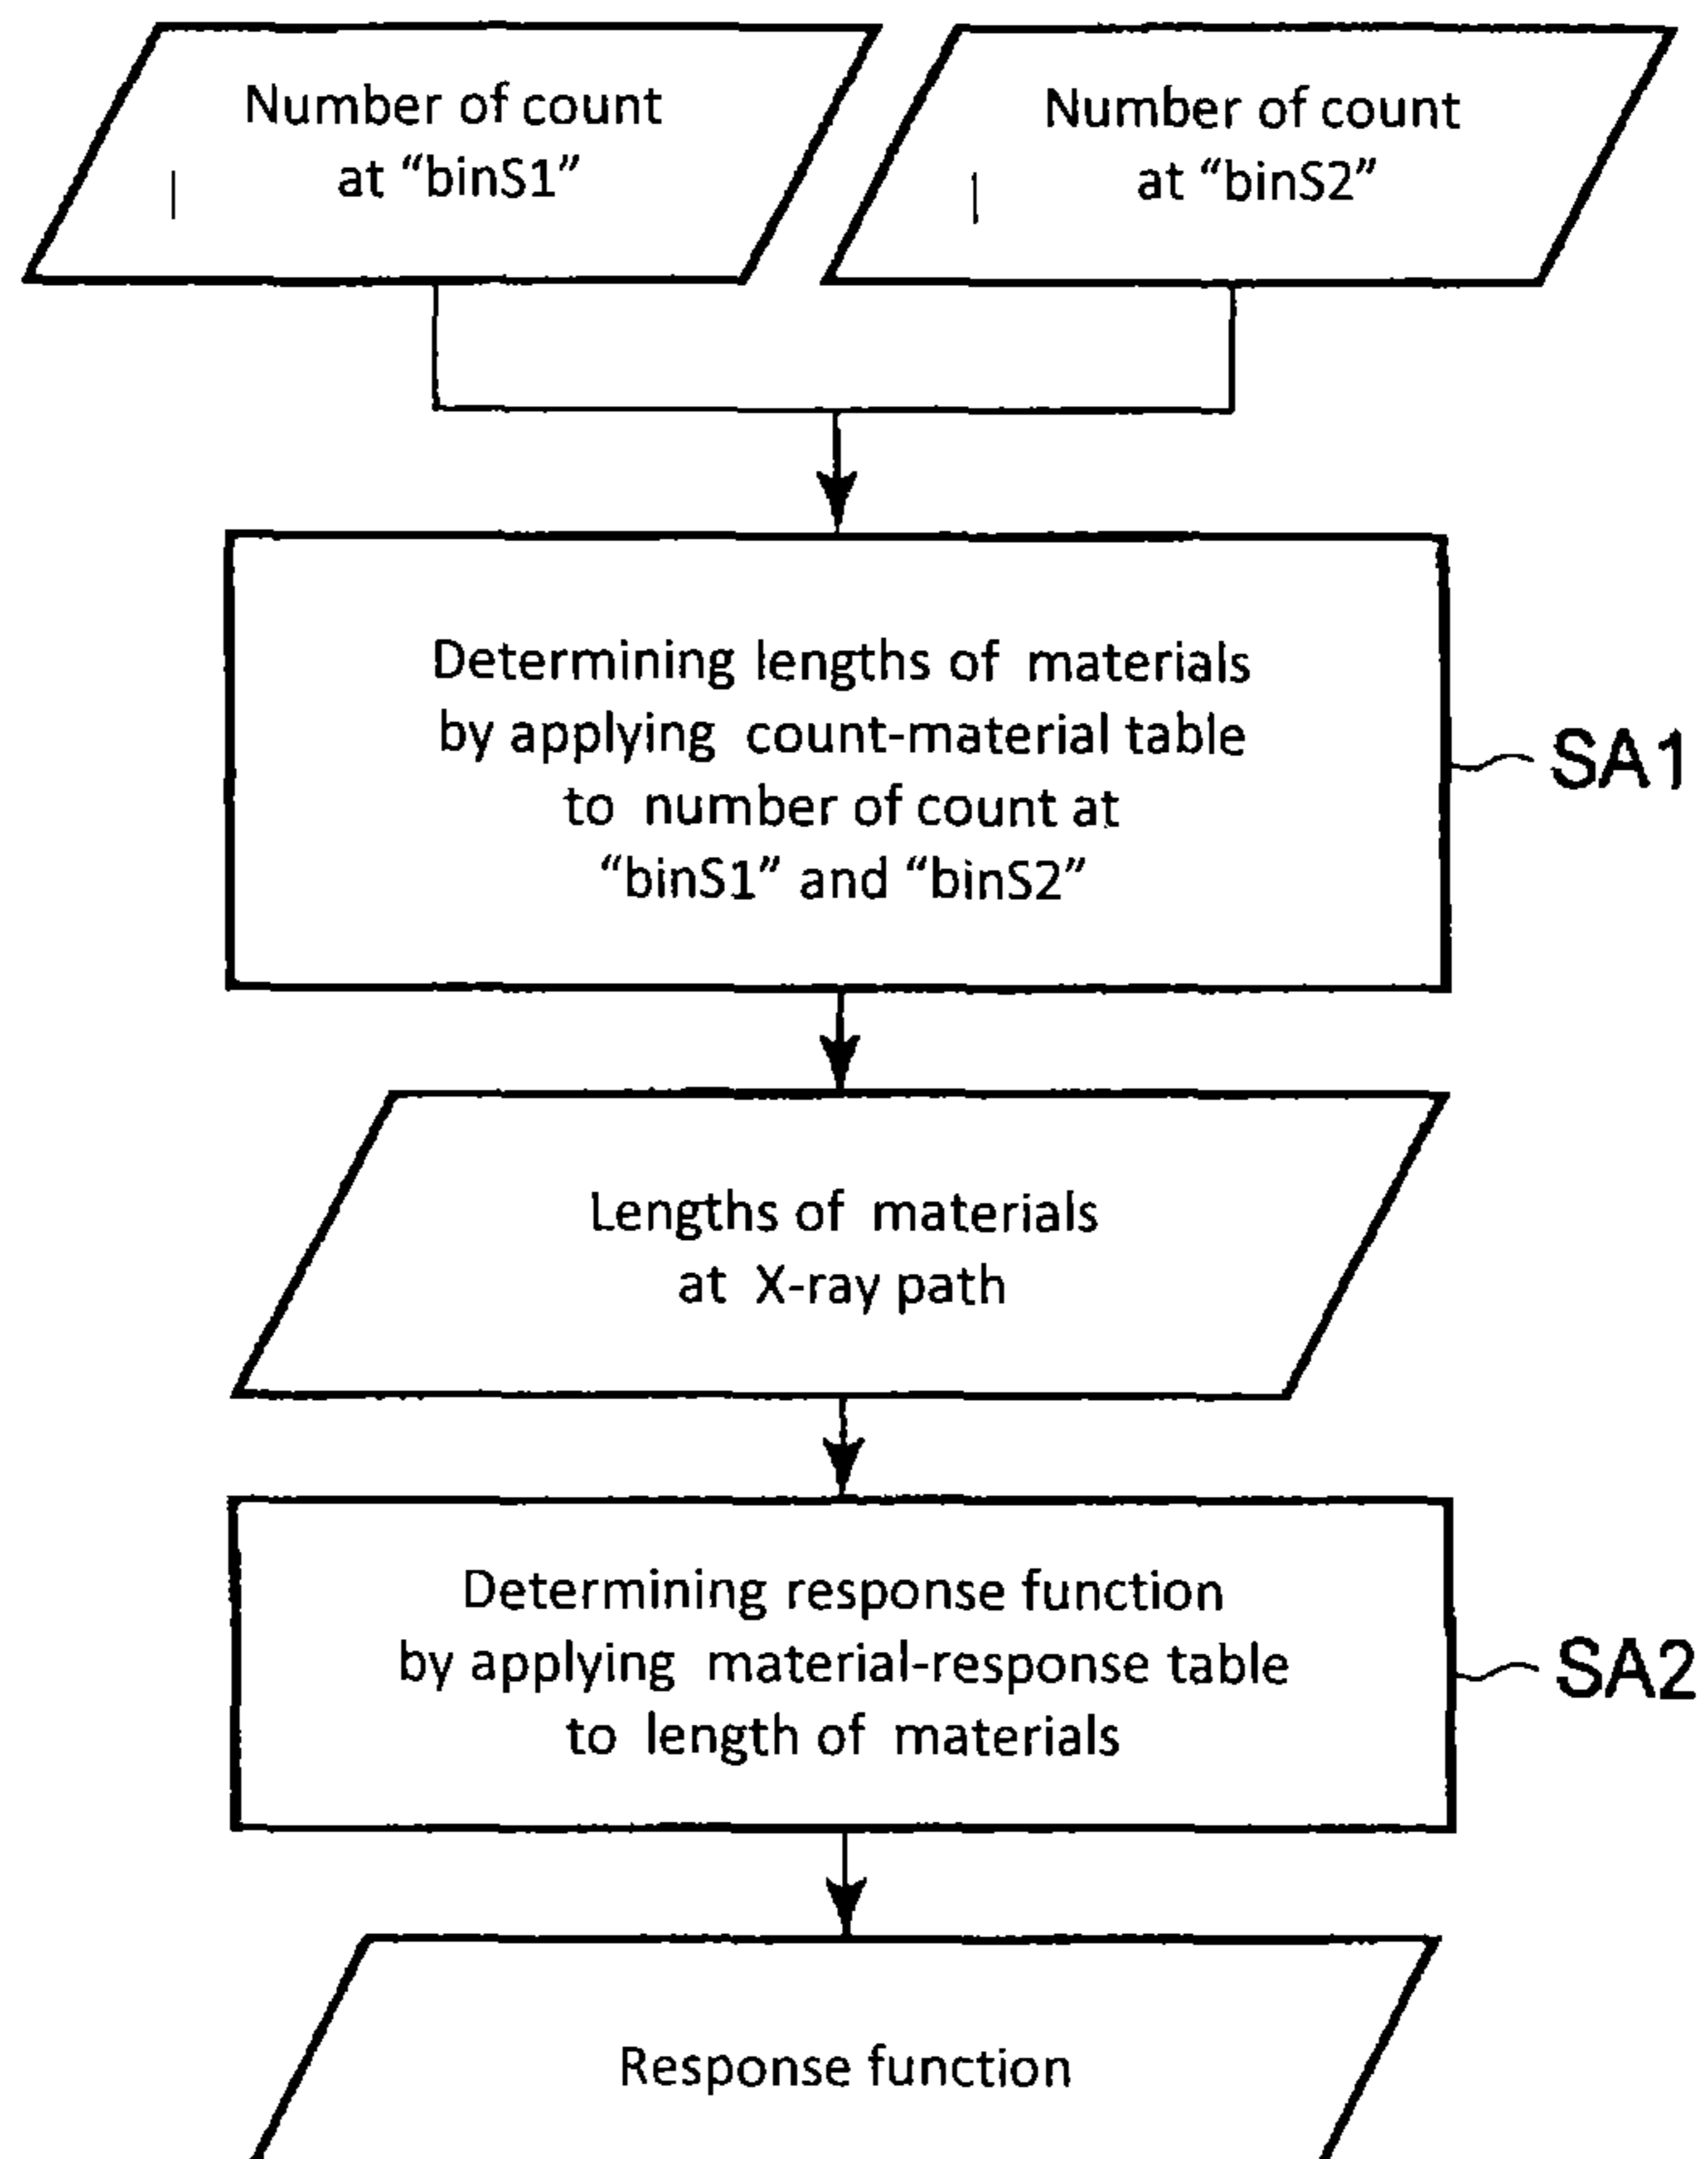 Number of count
at “binS1”
Number of count
at “binS2”
Determining lengths of materials
by applying count-material table
to number of count at
“binS1” and “binS2”
SA1
Lengths of materials
at X-ray path
Determining response function
by applying material-response table
to length of materials
SA2
Response function